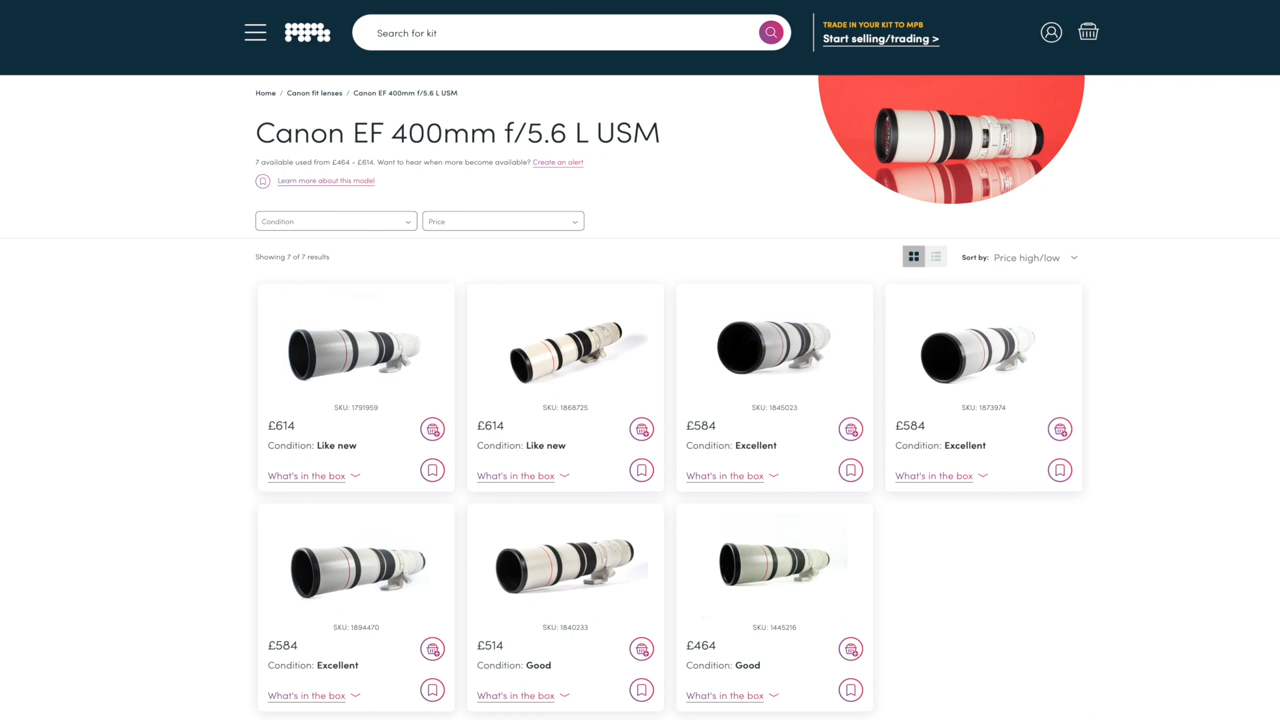 mpb
Search for kit
TRADE IN YOUR KIT TO MPB
Start selling/trading >
Home / Canon fit lenses / Canon EF 400mm f/5.6 L USM
Canon EF 400mm f/5.6 L USM
7 available used from £464 - £614. Want to hear when more become available? Create an alert
Learn more about this model
Condition
Price
Showing 7 of 7 results
Sort by: Price high/low
SKU: 1791959
£614
Condition: Like new
What's in the box
SKU: 1868725
£614
Condition: Like new
What's in the box
SKU: 1845023
£584
Condition: Excellent
What's in the box
SKU: 1873974
£584
Condition: Excellent
What's in the box
SKU: 1894470
£584
Condition: Excellent
What's in the box
SKU: 1840233
£514
Condition: Good
What's in the box
SKU: 1445216
£464
Condition: Good
What's in the box